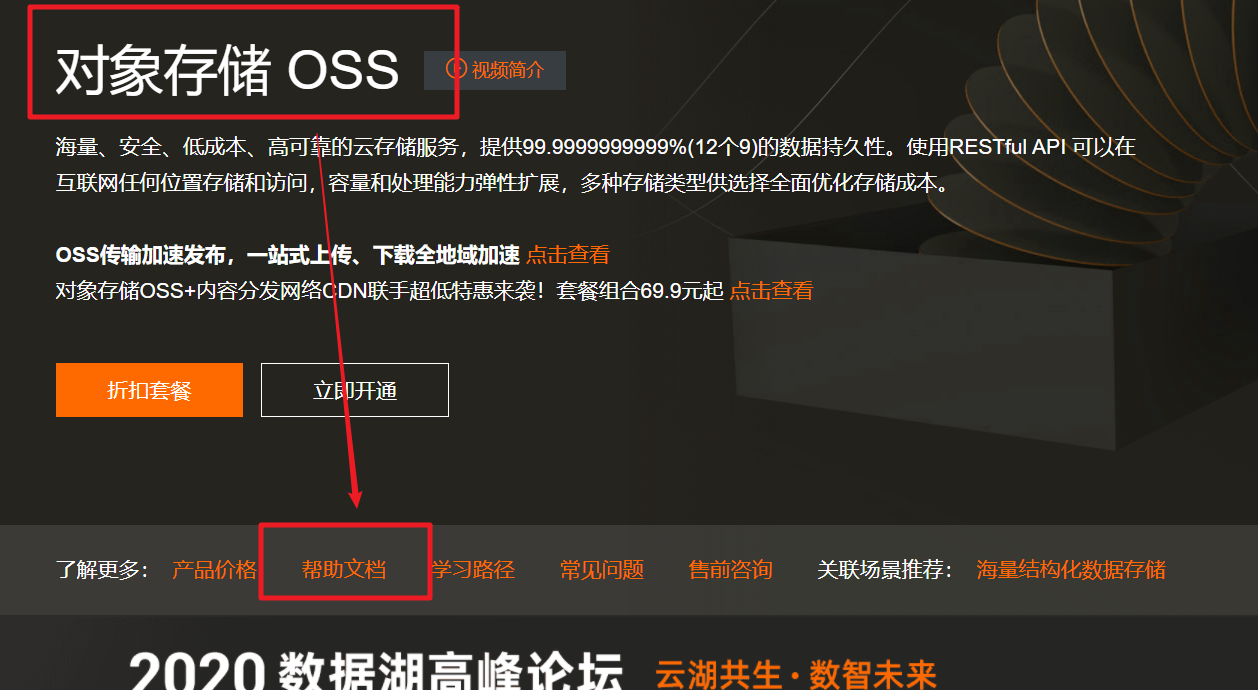 对象存储 OSS
视频简介
海量、安全、低成本、高可靠的云存储服务，提供99.9999999999%(12个9)的数据持久性。使用RESTful API 可以在
互联网任何位置存储和访问，容量和处理能力弹性扩展，多种存储类型供选择全面优化存储成本。
OSS传输加速发布，一站式上传、下载全地域加速 点击查看
对象存储OSS+内容分发网络CDN联手超低特惠来袭！套餐组合69.9元起 点击查看
折扣套餐 立即开通
了解更多： 产品价格 帮助文档 学习路径 常见问题 售前咨询 关联场景推荐： 海量结构化数据存储
2020 数据湖高峰论坛 云湖共生·数智未来